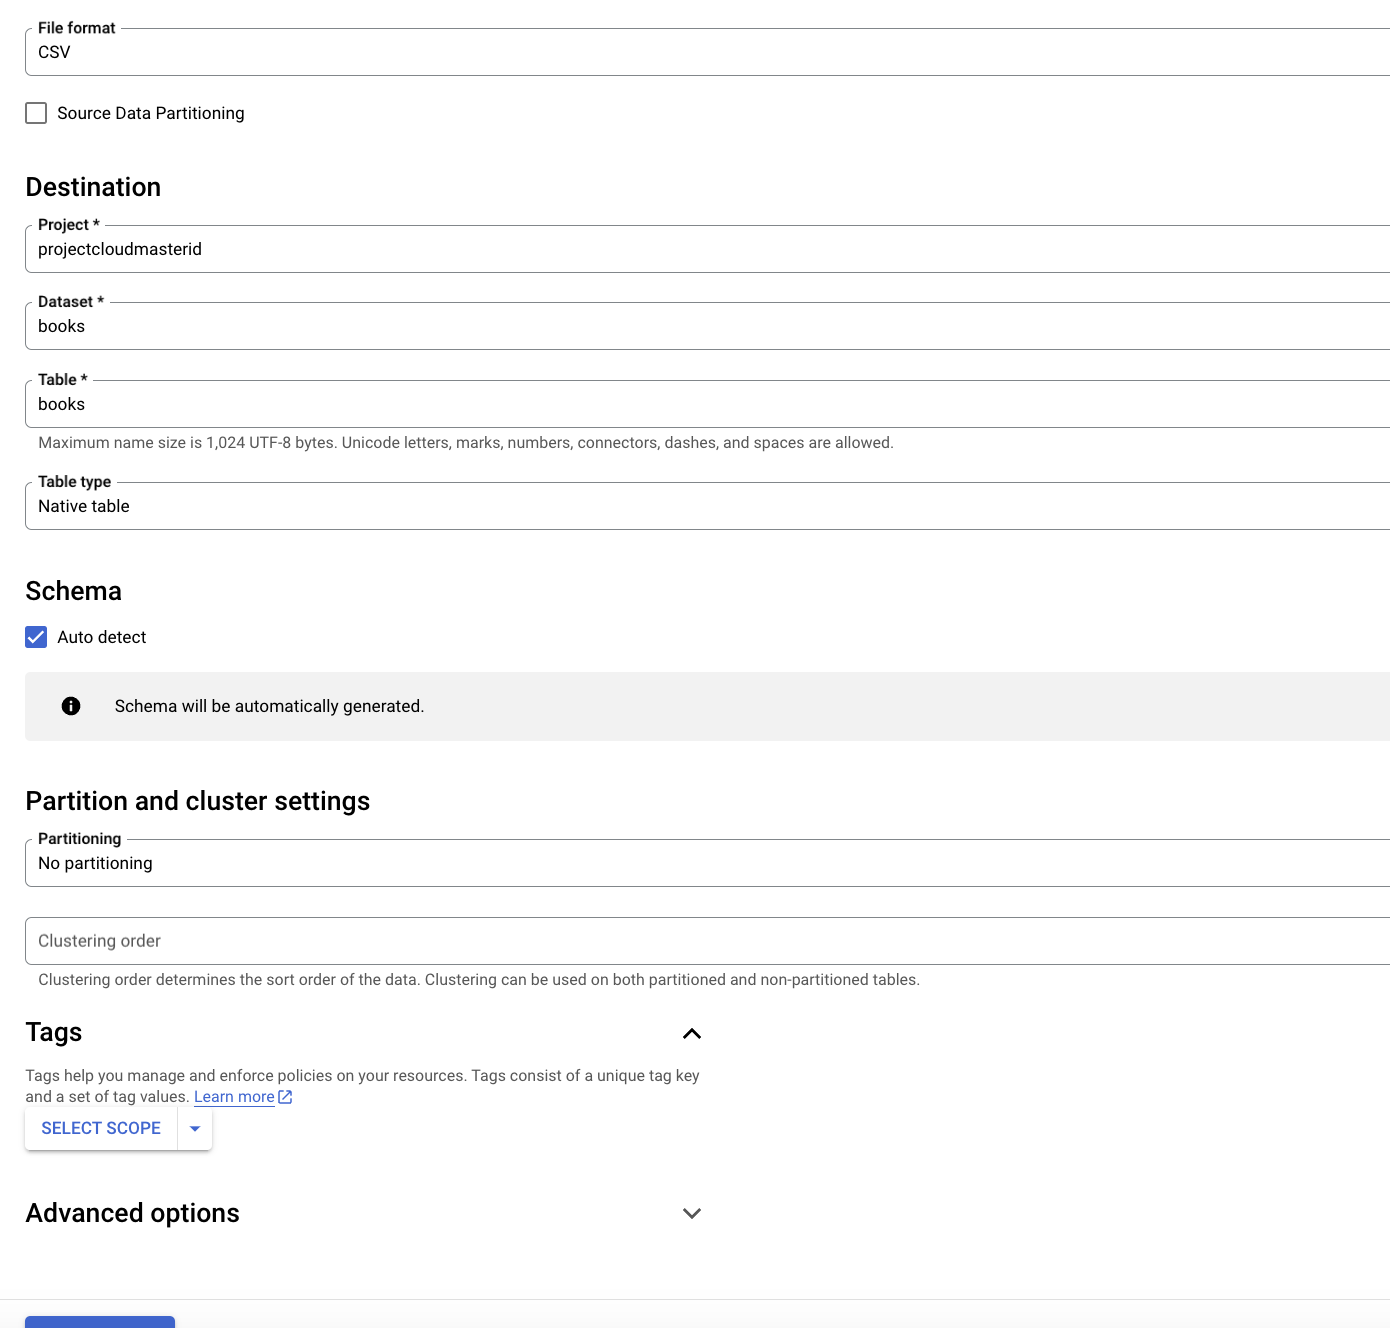 File format
CSV
Source Data Partitioning
Destination
Project *
projectcloudmasterid
Dataset *
books
Table *
books
Maximum name size is 1,024 UTF-8 bytes. Unicode letters, marks, numbers, connectors, dashes, and spaces are allowed.
Table type
Native table
Schema
Auto detect
Schema will be automatically generated.
Partition and cluster settings
Partitioning
No partitioning
Clustering order
Clustering order determines the sort order of the data. Clustering can be used on both partitioned and non-partitioned tables.
Tags
Tags help you manage and enforce policies on your resources. Tags consist of a unique tag key
and a set of tag values. Learn more
SELECT SCOPE
Advanced options